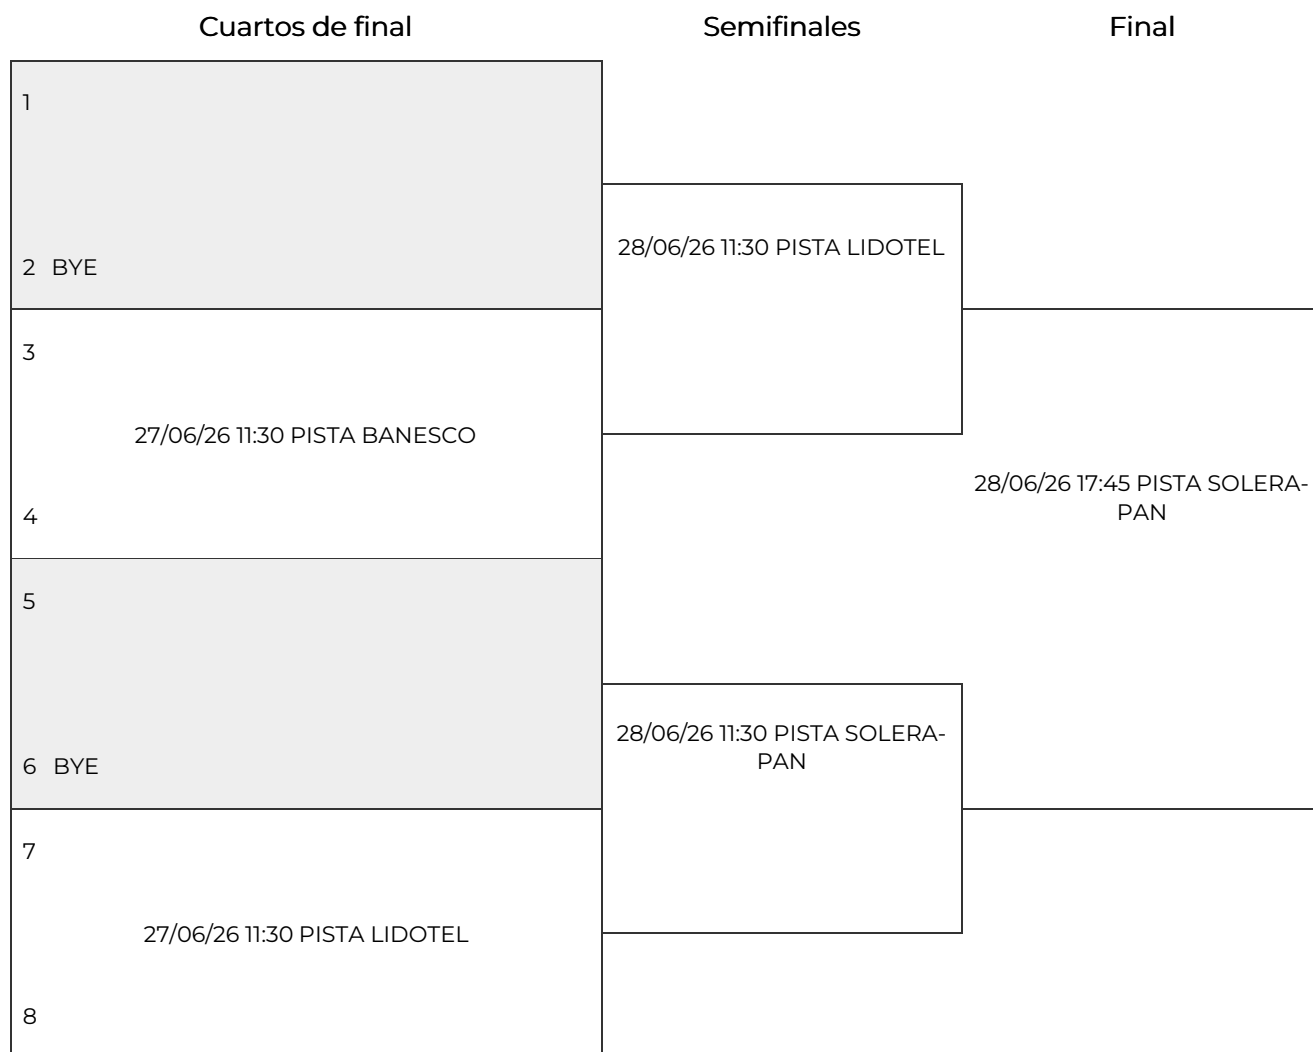 Cuartos de final
Semifinales
Final
1
2 BYE
3
27/06/26 11:30 PISTA BANESCO
4
5
6 BYE
7
27/06/26 11:30 PISTA LIDOTEL
8
28/06/26 11:30 PISTA LIDOTEL
28/06/26 11:30 PISTA SOLERA-
PAN
28/06/26 17:45 PISTA SOLERA-
PAN